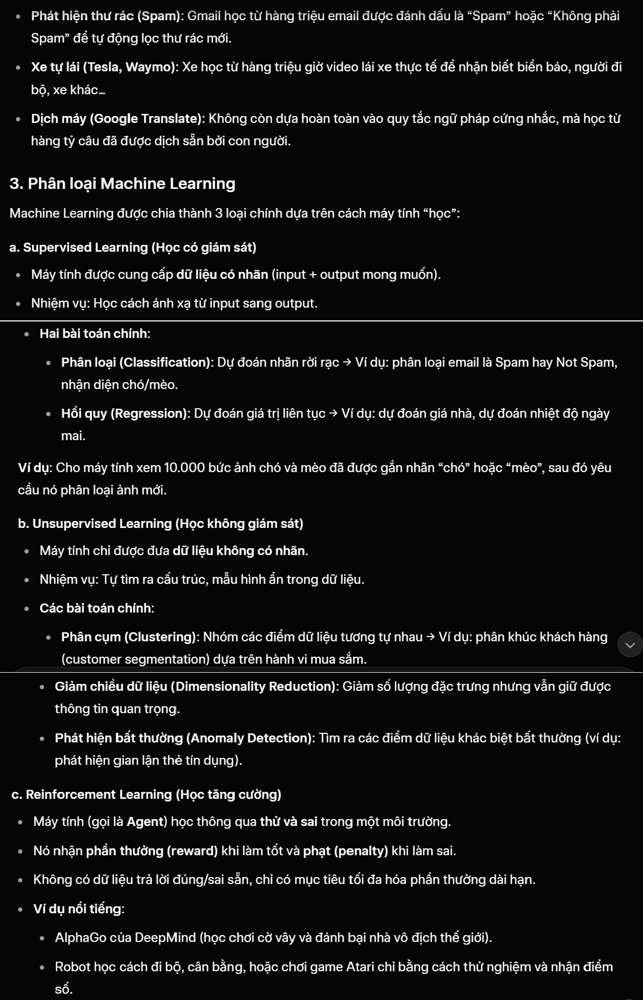 Phát hiện thư rác (Spam): Gmail học từ hàng triệu email được đánh dấu là “Spam” hoặc “Không phải
Spam” để tự động lọc thư rác mới.
Xe tự lái (Tesla, Waymo): Xe học từ hàng triệu giờ video lái xe thực tế để nhận biết biển báo, người đi
bộ, xe khác…
Dịch máy (Google Translate): Không còn dựa hoàn toàn vào quy tắc ngữ pháp cứng nhắc, mà học từ
hàng tỷ câu đã được dịch sẵn bởi con người.
3. Phân loại Machine Learning
Machine Learning được chia thành 3 loại chính dựa trên cách máy tính “học”:
a. Supervised Learning (Học có giám sát)
Máy tính được cung cấp dữ liệu có nhãn (input + output mong muốn).
Nhiệm vụ: Học cách ánh xạ từ input sang output.
Hai bài toán chính:
Phân loại (Classification): Dự đoán nhãn rời rạc → Ví dụ: phân loại email là Spam hay Not Spam,
nhận diện chó/mèo.
Hồi quy (Regression): Dự đoán giá trị liên tục → Ví dụ: dự đoán giá nhà, dự đoán nhiệt độ ngày
mai.
Ví dụ: Cho máy tính xem 10.000 bức ảnh chó và mèo đã được gắn nhãn “chó” hoặc “mèo”, sau đó yêu
cầu nó phân loại ảnh mới.
b. Unsupervised Learning (Học không giám sát)
Máy tính chỉ được đưa dữ liệu không có nhãn.
Nhiệm vụ: Tự tìm ra cấu trúc, mẫu hình ẩn trong dữ liệu.
Các bài toán chính:
Phân cụm (Clustering): Nhóm các điểm dữ liệu tương tự nhau → Ví dụ: phân khúc khách hàng
(customer segmentation) dựa trên hành vi mua sắm.
Giảm chiều dữ liệu (Dimensionality Reduction): Giảm số lượng đặc trưng nhưng vẫn giữ được
thông tin quan trọng.
Phát hiện bất thường (Anomaly Detection): Tìm ra các điểm dữ liệu khác biệt bất thường (ví dụ:
phát hiện gian lận thẻ tín dụng).
c. Reinforcement Learning (Học tăng cường)
Máy tính (gọi là Agent) học thông qua thử và sai trong một môi trường.
Nó nhận phần thưởng (reward) khi làm tốt và phạt (penalty) khi làm sai.
Không có dữ liệu trả lời đúng/sai sẵn, chỉ có mục tiêu tối đa hóa phần thưởng dài hạn.
Ví dụ nổi tiếng:
AlphaGo của DeepMind (học chơi cờ vây và đánh bại nhà vô địch thế giới).
Robot học cách đi bộ, cân bằng, hoặc chơi game Atari chỉ bằng cách thử nghiệm và nhận điểm
số.